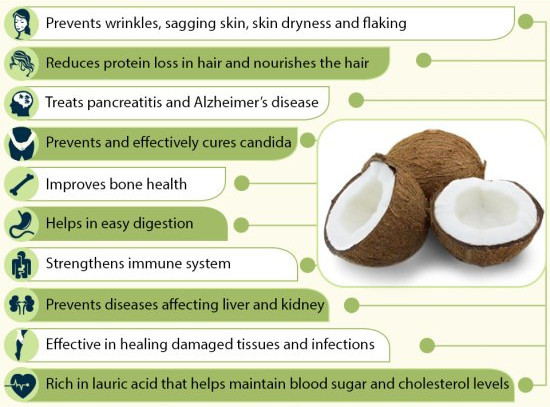 Prevents wrinkles, sagging skin, skin dryness and flaking
Reduces protein loss in hair and nourishes the hair
Treats pancreatitis and Alzheimer's disease
Prevents and effectively cures candida
Improves bone health
Helps in easy digestion
Strengthens immune system
Prevents diseases affecting liver and kidney
Effective in healing damaged tissues and infections
Rich in lauric acid that helps maintain blood sugar and cholesterol levels